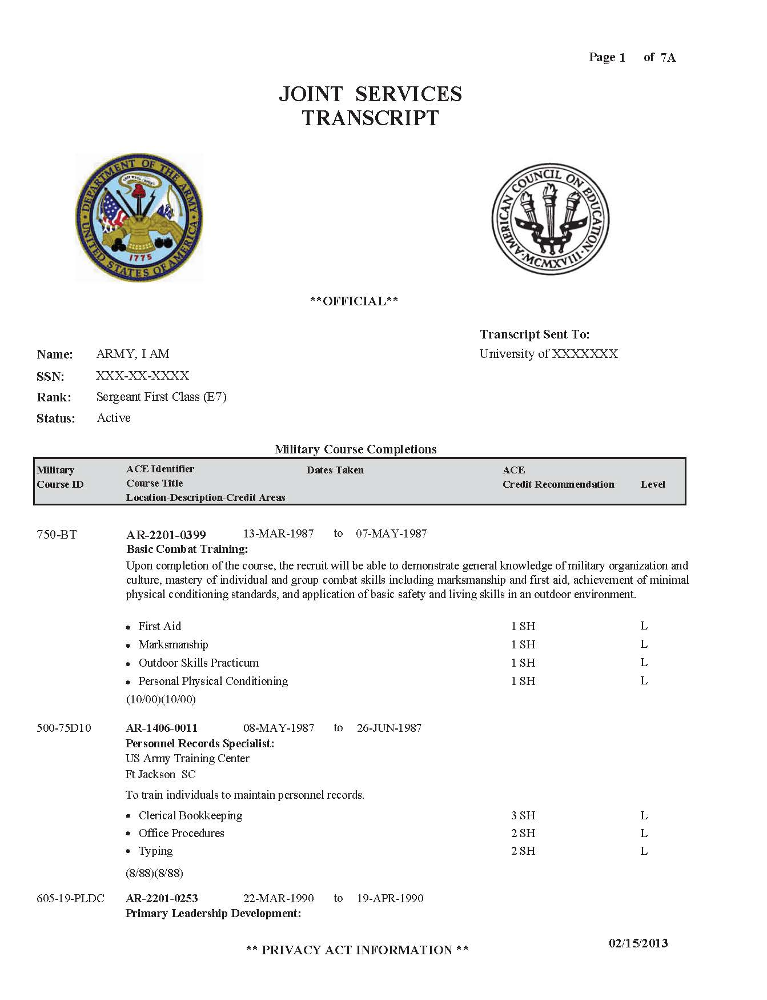 Page 1 of 7A
JOINT SERVICES
TRANSCRIPT
DEPARTMENT OF THE ARMY
THIS WE'LL DEFEND
1775
UNITED STATES OF AMERICA
AMERICAN COUNCIL ON EDUCATION
MCMXVIII
**OFFICIAL**
Transcript Sent To:
Name: ARMY, I AM University of XXXXXXX
SSN: XXX-XX-XXXX
Rank: Sergeant First Class (E7)
Status: Active
Military Course Completions
Military ACE Identifier Dates Taken ACE
Course ID Course Title Credit Recommendation Level
Location-Description-Credit Areas
750-BT AR-2201-0399 13-MAR-1987 to 07-MAY-1987
Basic Combat Training:
Upon completion of the course, the recruit will be able to demonstrate general knowledge of military organization and
culture, mastery of individual and group combat skills including marksmanship and first aid, achievement of minimal
physical conditioning standards, and application of basic safety and living skills in an outdoor environment.
• First Aid 1 SH L
• Marksmanship 1 SH L
• Outdoor Skills Practicum 1 SH L
• Personal Physical Conditioning 1 SH L
(10/00)(10/00)
500-75D10 AR-1406-0011 08-MAY-1987 to 26-JUN-1987
Personnel Records Specialist:
US Army Training Center
Ft Jackson SC
To train individuals to maintain personnel records.
• Clerical Bookkeeping 3 SH L
• Office Procedures 2 SH L
• Typing 2 SH L
(8/88)(8/88)
605-19-PLDC AR-2201-0253 22-MAR-1990 to 19-APR-1990
Primary Leadership Development:
** PRIVACY ACT INFORMATION ** 02/15/2013